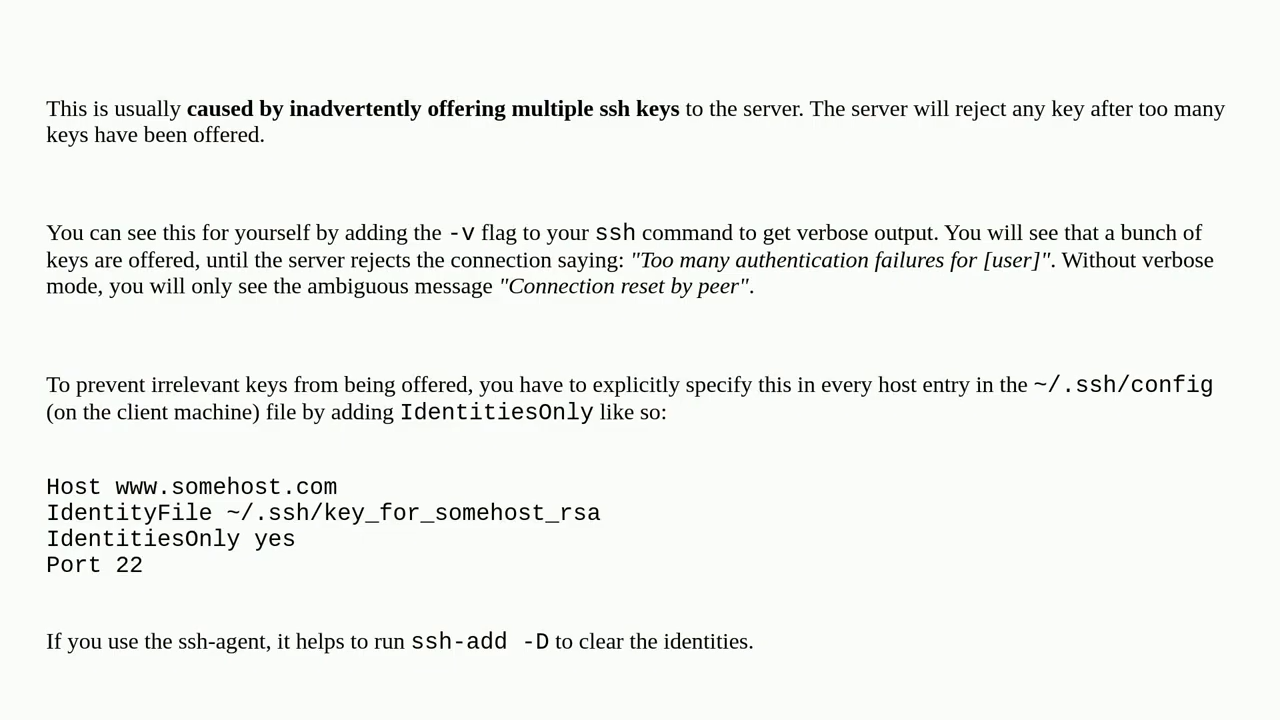 This is usually caused by inadvertently offering multiple ssh keys to the server. The server will reject any key after too many
keys have been offered.
You can see this for yourself by adding the -v flag to your ssh command to get verbose output. You will see that a bunch of
keys are offered, until the server rejects the connection saying: "Too many authentication failures for [user]". Without verbose
mode, you will only see the ambiguous message "Connection reset by peer".
To prevent irrelevant keys from being offered, you have to explicitly specify this in every host entry in the ~/.ssh/config
(on the client machine) file by adding IdentitiesOnly like so:
Host www.somehost.com
IdentityFile ~/.ssh/key_for_somehost_rsa
IdentitiesOnly yes
Port 22
If you use the ssh-agent, it helps to run ssh-add -D to clear the identities.